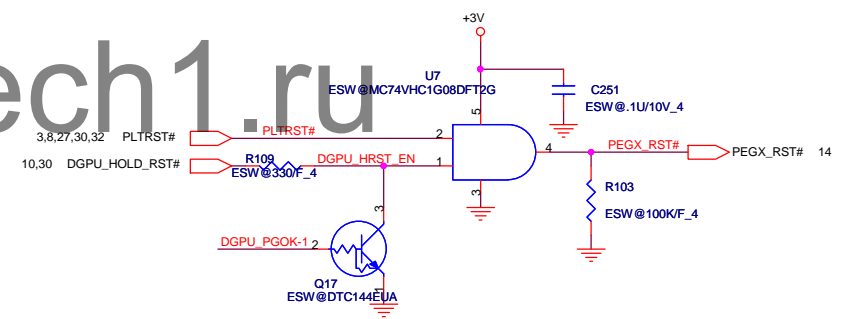 +3V
ech1.ru
U7
ESW@MC74VHC1G08DFT2G
C251
ESW@.1U/10V_4
5
3,8,27,30,32 PLTRST#
PLTRST#
2
4
PEGX_RST#
PEGX_RST# 14
10,30 DGPU_HOLD_RST#
R109
ESW@330/F_4
DGPU_HRST_EN
1
3
R103
ESW@100K/F_4
3
DGPU_PGOK-1
2
Q17
ESW@DTC144EUA
1